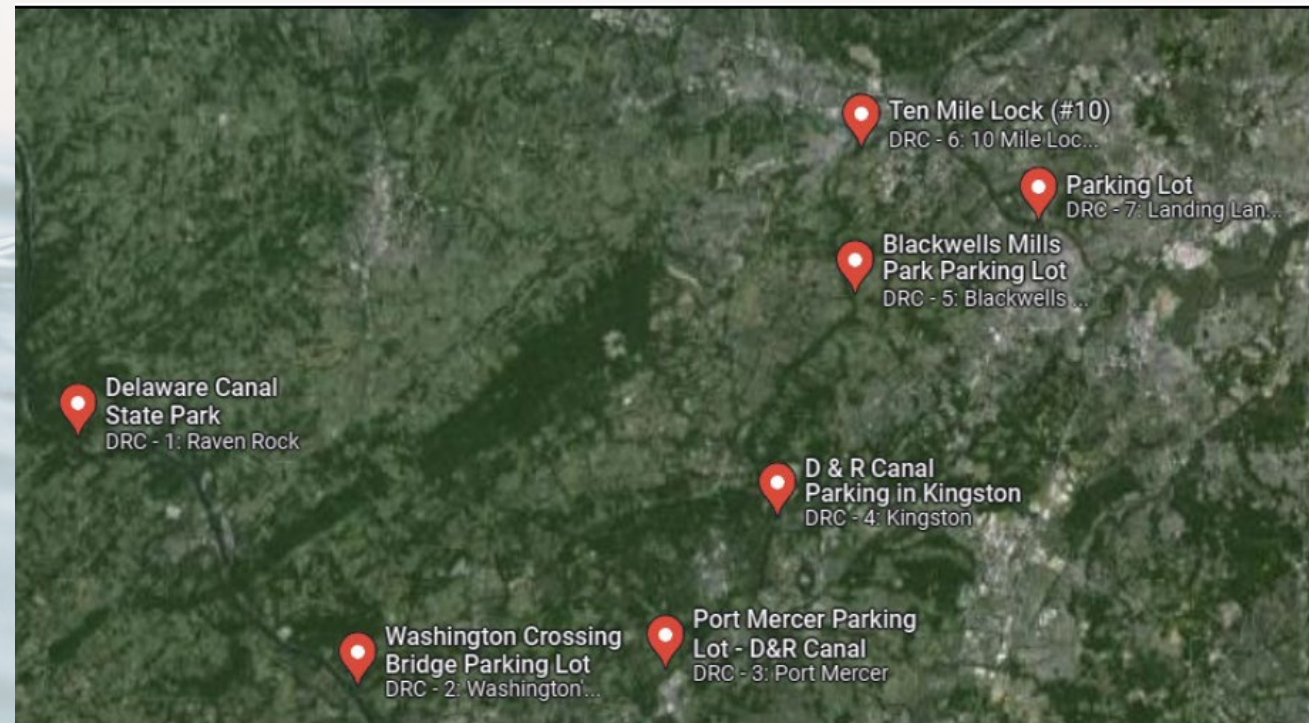 Ten Mile Lock (#10)
DRC - 6: 10 Mile Loc...
Parking Lot
DRC - 7: Landing Lan...
Blackwells Mills
Park Parking Lot
DRC - 5: Blackwells ...
Delaware Canal
State Park
DRC - 1: Raven Rock
D & R Canal
Parking in Kingston
DRC - 4: Kingston
Washington Crossing
Bridge Parking Lot
DRC - 2: Washington'...
Port Mercer Parking
Lot - D&R Canal
DRC - 3: Port Mercer